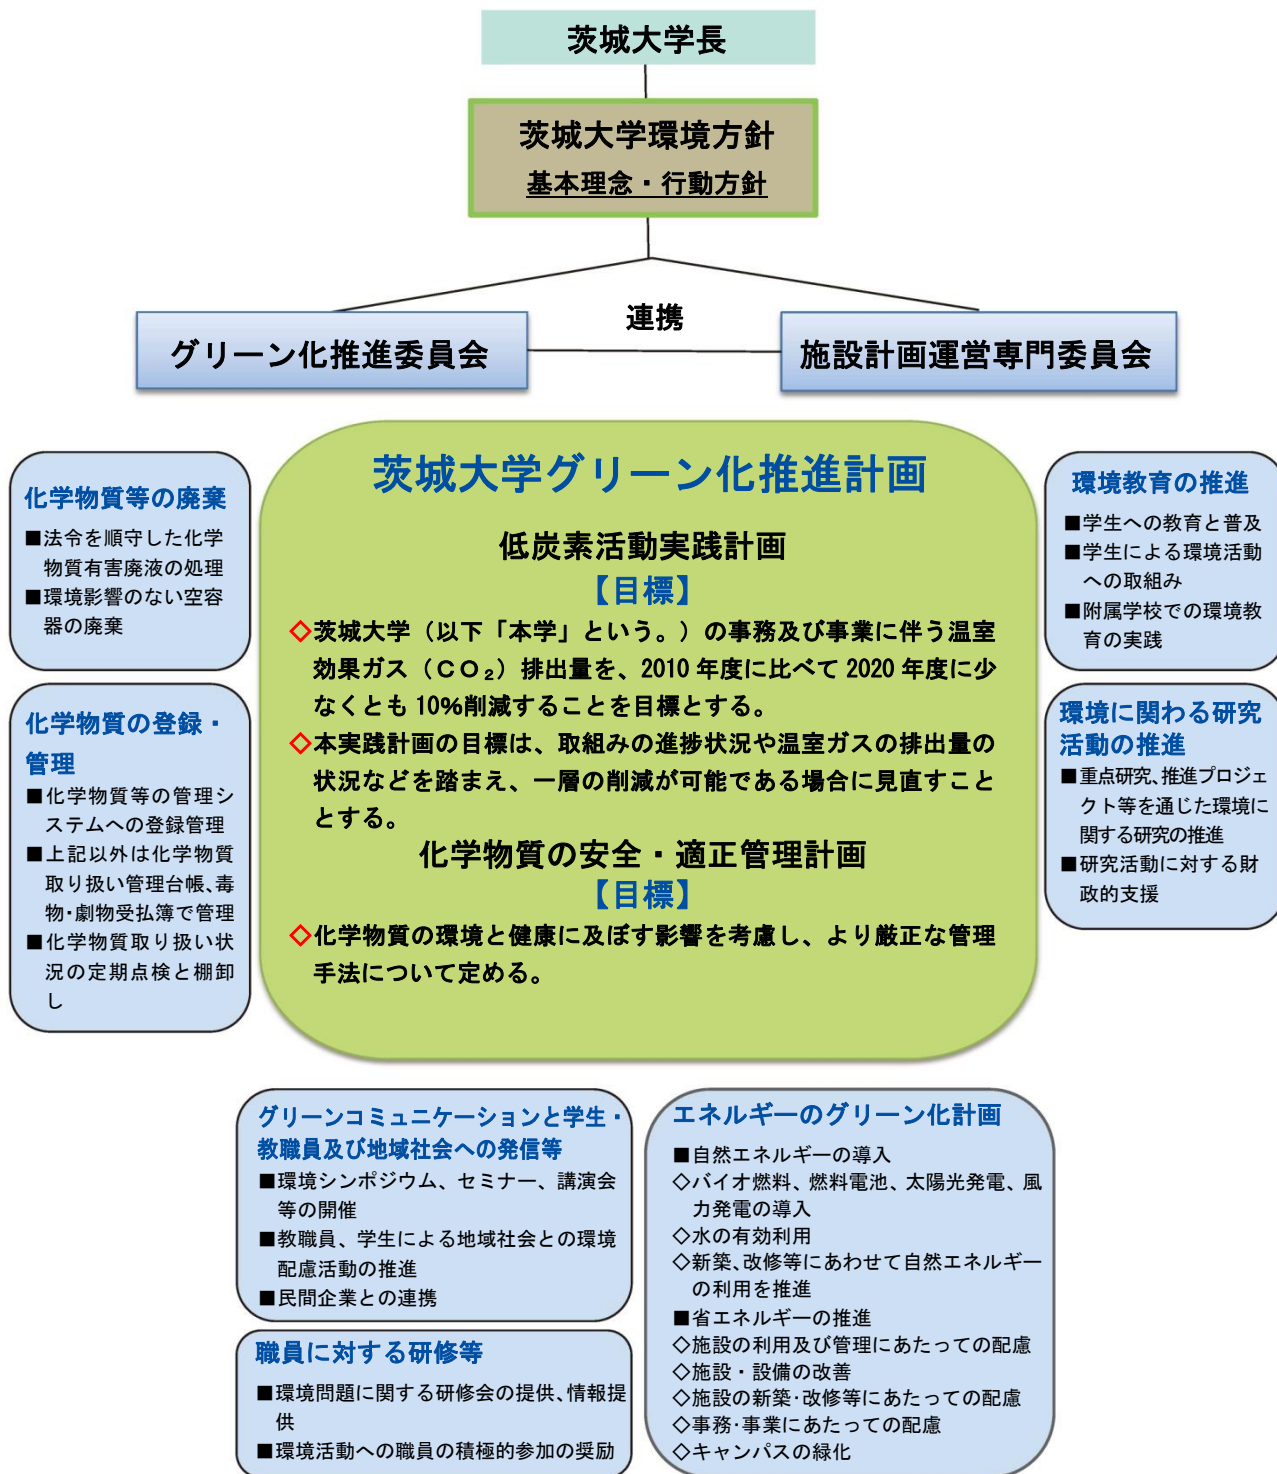 茨城大学長
茨城大学環境方針
基本理念・行動方針
連携
グリーン化推進委員会
施設計画運営専門委員会
茨城大学グリーン化推進計画
低炭素活動実践計画
【目標】
◇茨城大学（以下「本学」という。）の事務及び事業に伴う温室
効果ガス（ＣＯ₂）排出量を、2010 年度に比べて 2020 年度に少
なくとも 10%削減することを目標とする。
◇本実践計画の目標は、取組みの進捗状況や温室ガスの排出量の
状況などを踏まえ、一層の削減が可能である場合に見直すこと
とする。
化学物質の安全・適正管理計画
【目標】
◇化学物質の環境と健康に及ぼす影響を考慮し、より厳正な管理
手法について定める。
化学物質等の廃棄
■法令を順守した化学
物質有害廃液の処理
■環境影響のない空容
器の廃棄
化学物質の登録・
管理
■化学物質等の管理シ
ステムへの登録管理
■上記以外は化学物質
取り扱い管理台帳、毒
物・劇物受払簿で管理
■化学物質取り扱い状
況の定期点検と棚卸
し
環境教育の推進
■学生への教育と普及
■学生による環境活動
への取組み
■附属学校での環境教
育の実践
環境に関わる研究
活動の推進
■重点研究、推進プロジェ
クト等を通じた環境に
関する研究の推進
■研究活動に対する財
政的支援
グリーンコミュニケーションと学生・
教職員及び地域社会への発信等
■環境シンポジウム、セミナー、講演会
等の開催
■教職員、学生による地域社会との環境
配慮活動の推進
■民間企業との連携
職員に対する研修等
■環境問題に関する研修会の提供、情報提
供
■環境活動への職員の積極的参加の奨励
エネルギーのグリーン化計画
■自然エネルギーの導入
◇バイオ燃料、燃料電池、太陽光発電、風
力発電の導入
◇水の有効利用
◇新築、改修等にあわせて自然エネルギー
の利用を推進
■省エネルギーの推進
◇施設の利用及び管理にあたっての配慮
◇施設・設備の改善
◇施設の新築・改修等にあたっての配慮
◇事務・事業にあたっての配慮
◇キャンパスの緑化